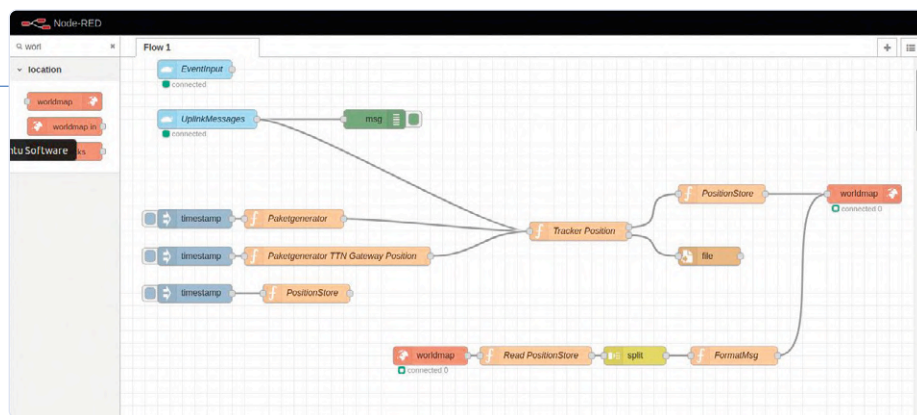 Node-RED
worl
Flow 1
location
EventInput
connected
worldmap
UplinkMessages
msg
connected
worldmap in
ntu Software
ks
PositionStore
worldmap
connected 0
timestamp
Paketgenerator
Tracker Position
timestamp
Paketgenerator TTN Gateway Position
file
timestamp
PositionStore
worldmap
Read PositionStore
split
FormatMsg
connected 0